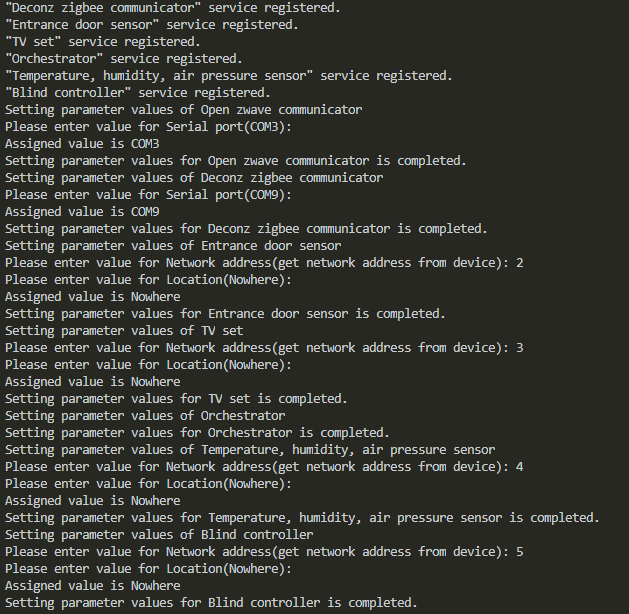 "Deconz zigbee communicator" service registered.
"Entrance door sensor" service registered.
"TV set" service registered.
"Orchestrator" service registered.
"Temperature, humidity, air pressure sensor" service registered.
"Blind controller" service registered.
Setting parameter values of Open zwave communicator
Please enter value for Serial port(COM3):
Assigned value is COM3
Setting parameter values for Open zwave communicator is completed.
Setting parameter values of Deconz zigbee communicator
Please enter value for Serial port(COM9):
Assigned value is COM9
Setting parameter values for Deconz zigbee communicator is completed.
Setting parameter values of Entrance door sensor
Please enter value for Network address(get network address from device): 2
Please enter value for Location(Nowhere):
Assigned value is Nowhere
Setting parameter values for Entrance door sensor is completed.
Setting parameter values of TV set
Please enter value for Network address(get network address from device): 3
Please enter value for Location(Nowhere):
Assigned value is Nowhere
Setting parameter values for TV set is completed.
Setting parameter values of Orchestrator
Setting parameter values for Orchestrator is completed.
Setting parameter values of Temperature, humidity, air pressure sensor
Please enter value for Network address(get network address from device): 4
Please enter value for Location(Nowhere):
Assigned value is Nowhere
Setting parameter values for Temperature, humidity, air pressure sensor is completed.
Setting parameter values of Blind controller
Please enter value for Network address(get network address from device): 5
Please enter value for Location(Nowhere):
Assigned value is Nowhere
Setting parameter values for Blind controller is completed.